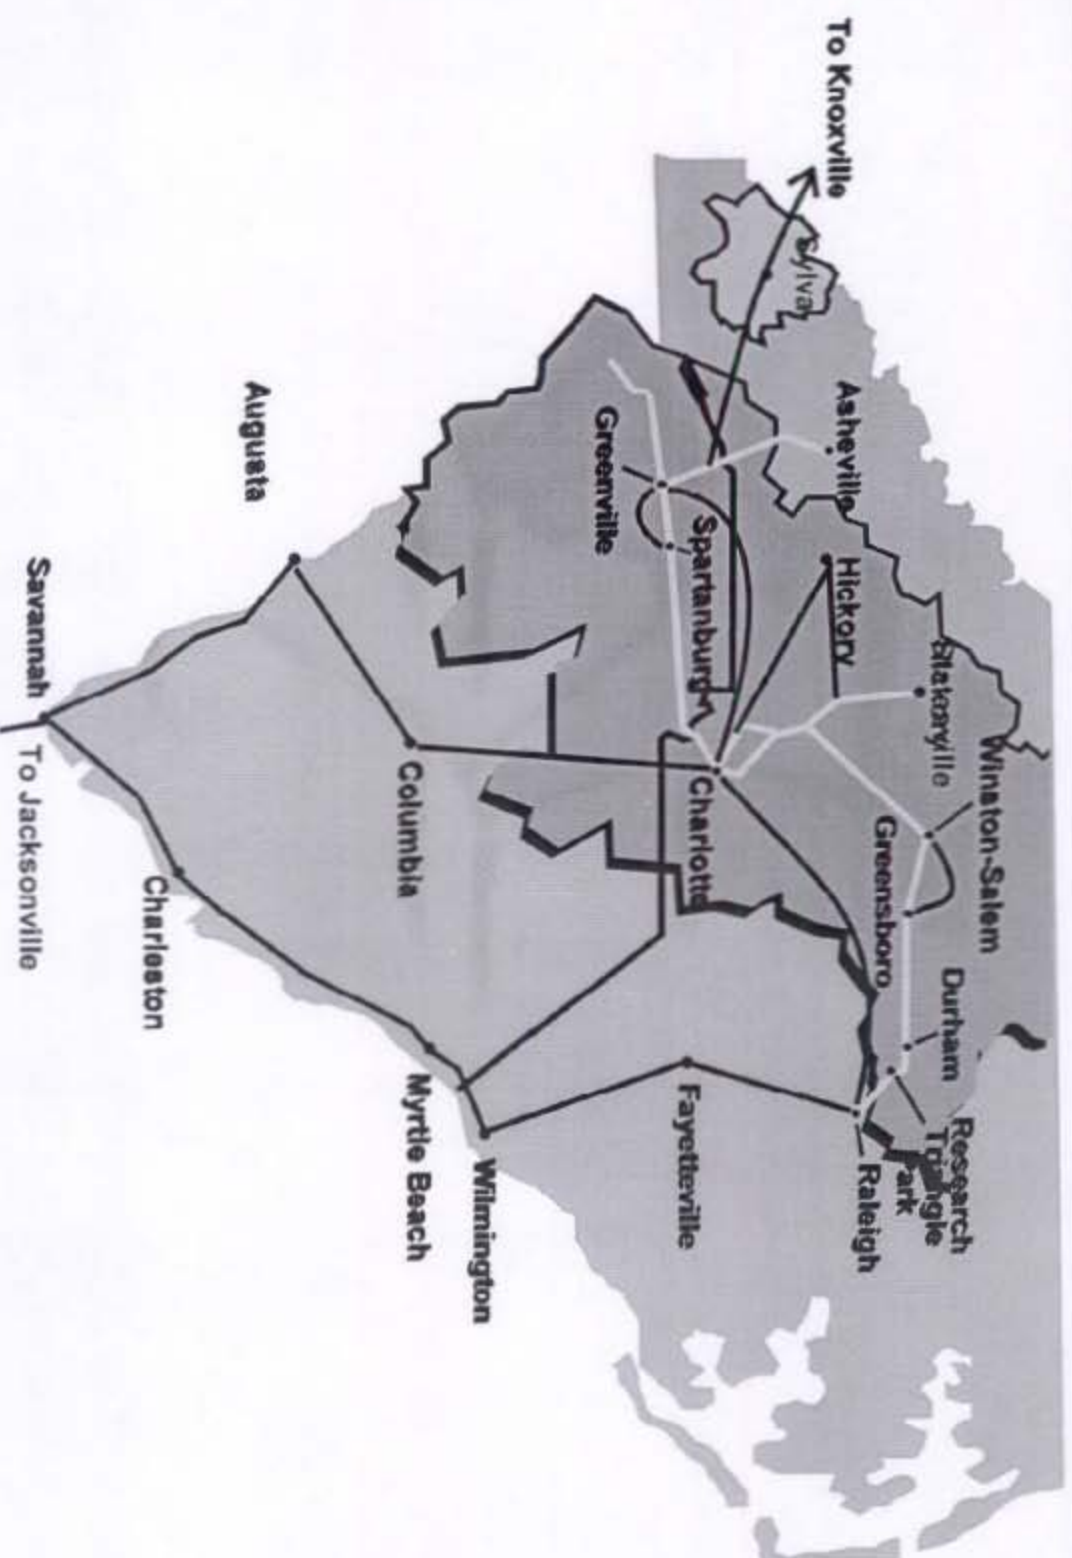 To Knoxville
Sylva
Asheville
Hickory
Statesville
Winston-Salem
Greensboro
Durham
Research
Triangle
Park
Raleigh
Greenville
Spartanburg
Charlotte
Fayetteville
Augusta
Columbia
Wilmington
Myrtle Beach
Charleston
Savannah
To Jacksonville